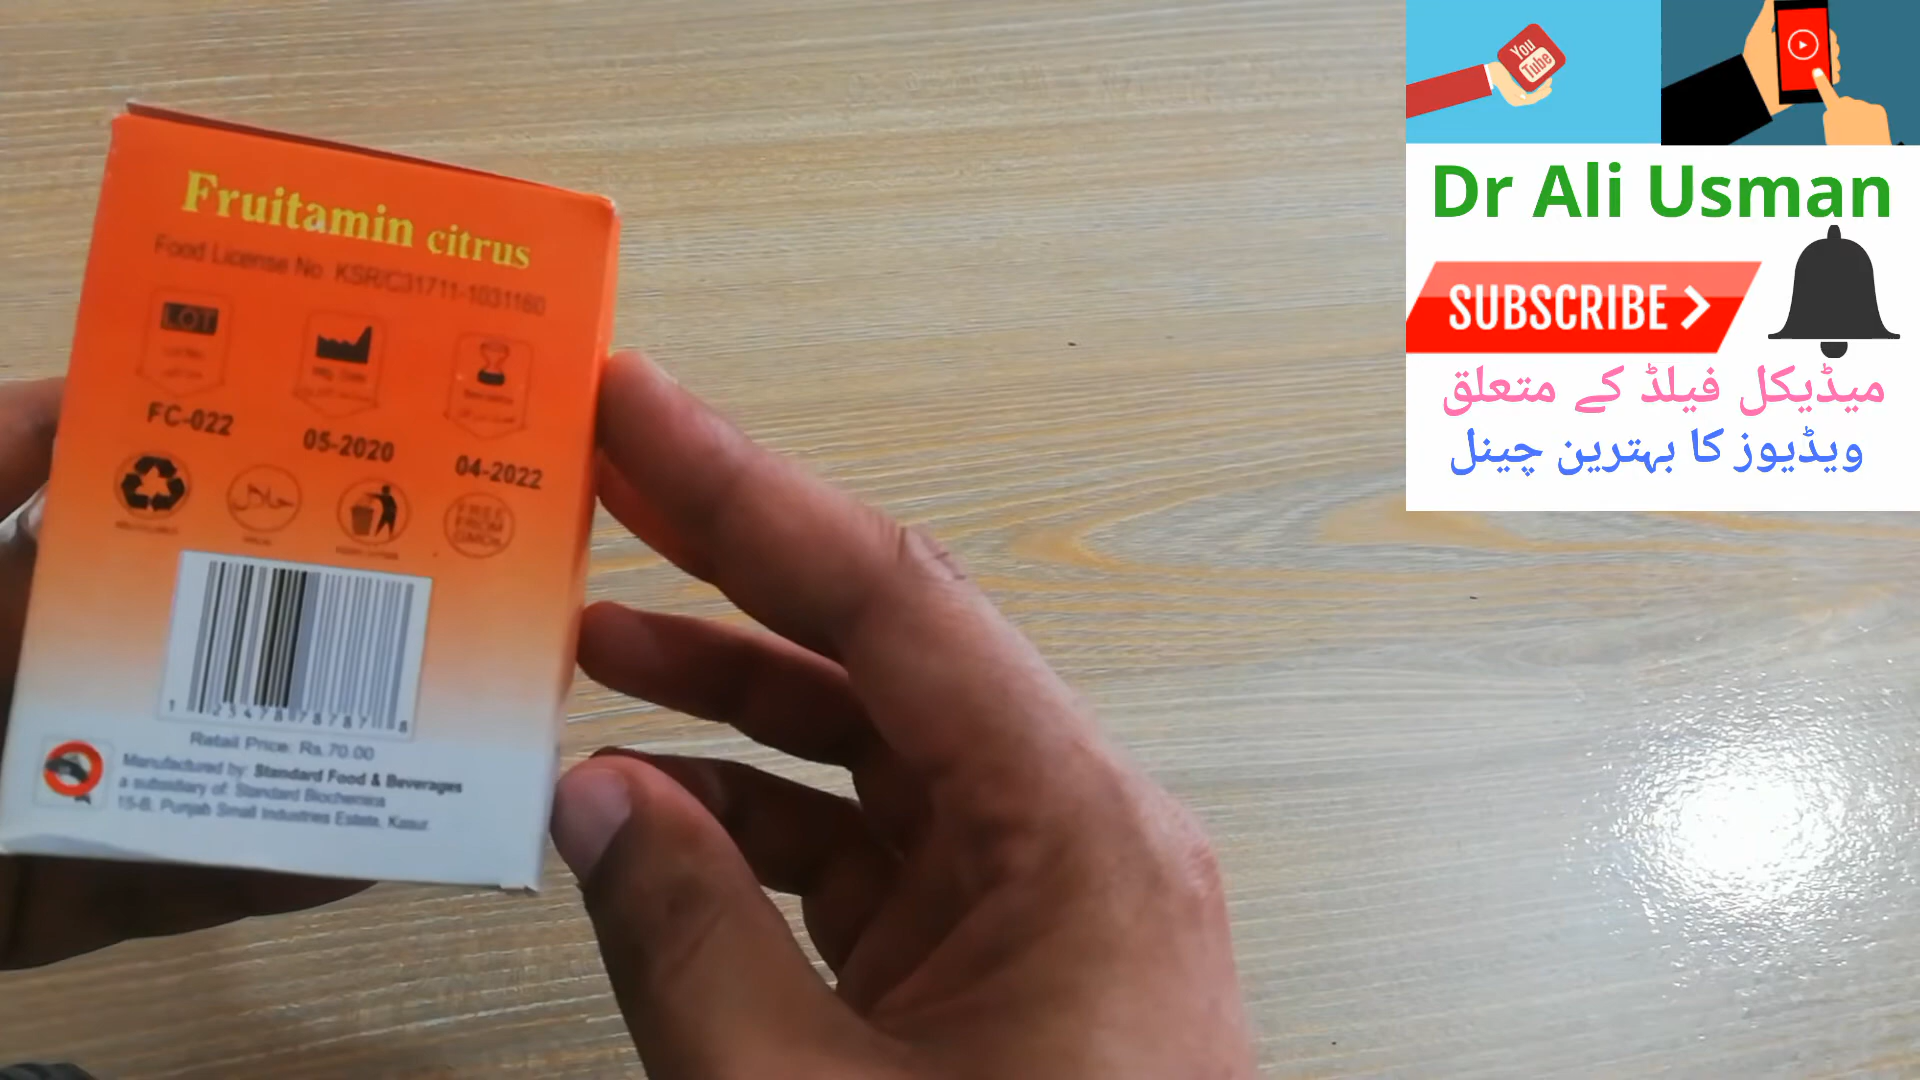 Fruitamin citrus
Food License No. KSR/C31711-1031160
LOT
FC-022
05-2020
04-2022
حلال
FREE FROM
Retail Price: Rs.70.00
Manufactured by: Standard Food & Beverages
a subsidiary of: Standard Biochemics
15-B, Punjab Small Industries Estate, Kasur.
You
Tube
Dr Ali Usman
SUBSCRIBE
میڈیکل فیلڈ کے متعلق
ویڈیوز کا بہترین چینل